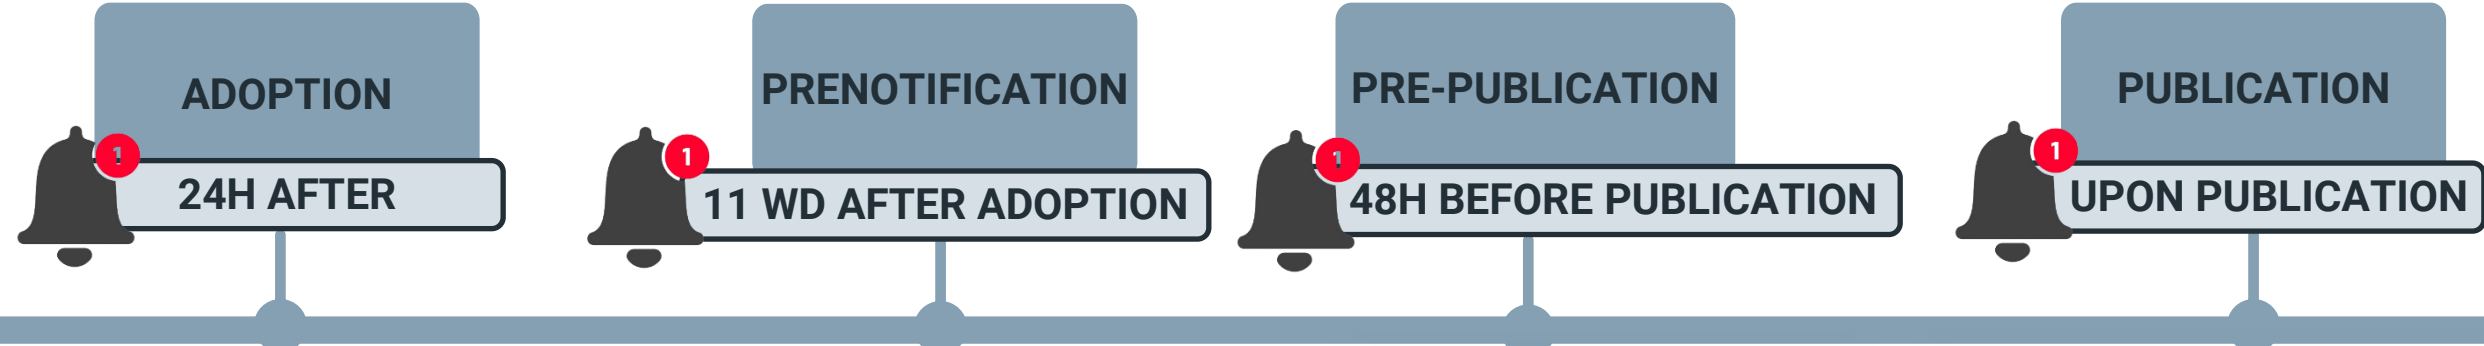 ADOPTION
1
24H AFTER
PRENOTIFICATION
1
11 WD AFTER ADOPTION
PRE-PUBLICATION
1
48H BEFORE PUBLICATION
PUBLICATION
1
UPON PUBLICATION